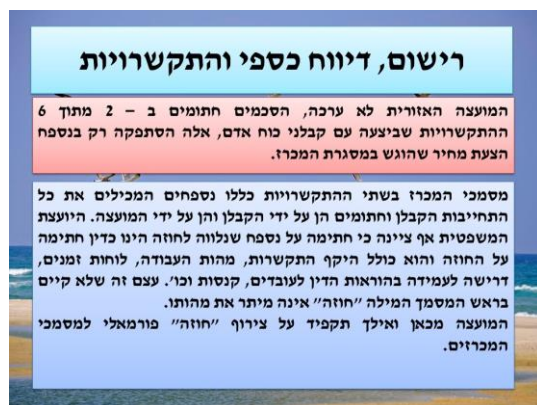 רישום, דיווח כספי והתקשרויות
המועצה האזורית לא ערכה, הסכמים חתומים ב – 2 מתוך 6
ההתקשרויות שביצעה עם קבלני כוח אדם, אלה הסתפקה רק בנספח
הצעת מחיר שהוגש במסגרת המכרז.
מסמכי המכרז בשתי ההתקשרויות כללו נספחים המכילים את כל
התחייבות הקבלן וחתומים הן על ידי הקבלן והן על ידי המועצה. היועצת
המשפטית אף ציינה כי חתימה על נספח שנלווה לחוזה הינו כדין חתימה
על החוזה והוא כולל היקף התקשרות, מהות העבודה, לוחות זמנים,
דרישה לעמידה בהוראות הדין לעובדים, קנסות וכו'. עצם זה שלא קיים
בראש המסמך המילה "חוזה" אינה מיתר את מהותו.
המועצה מכאן ואילך תקפיד על צירוף "חוזה" פורמאלי למסמכי
המכרזים.